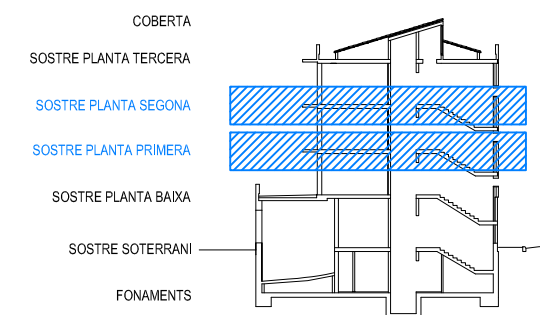 COBERTA
SOSTRE PLANTA TERCERA
SOSTRE PLANTA SEGONA
SOSTRE PLANTA PRIMERA
SOSTRE PLANTA BAIXA
SOSTRE SOTERRANI
FONAMENTS